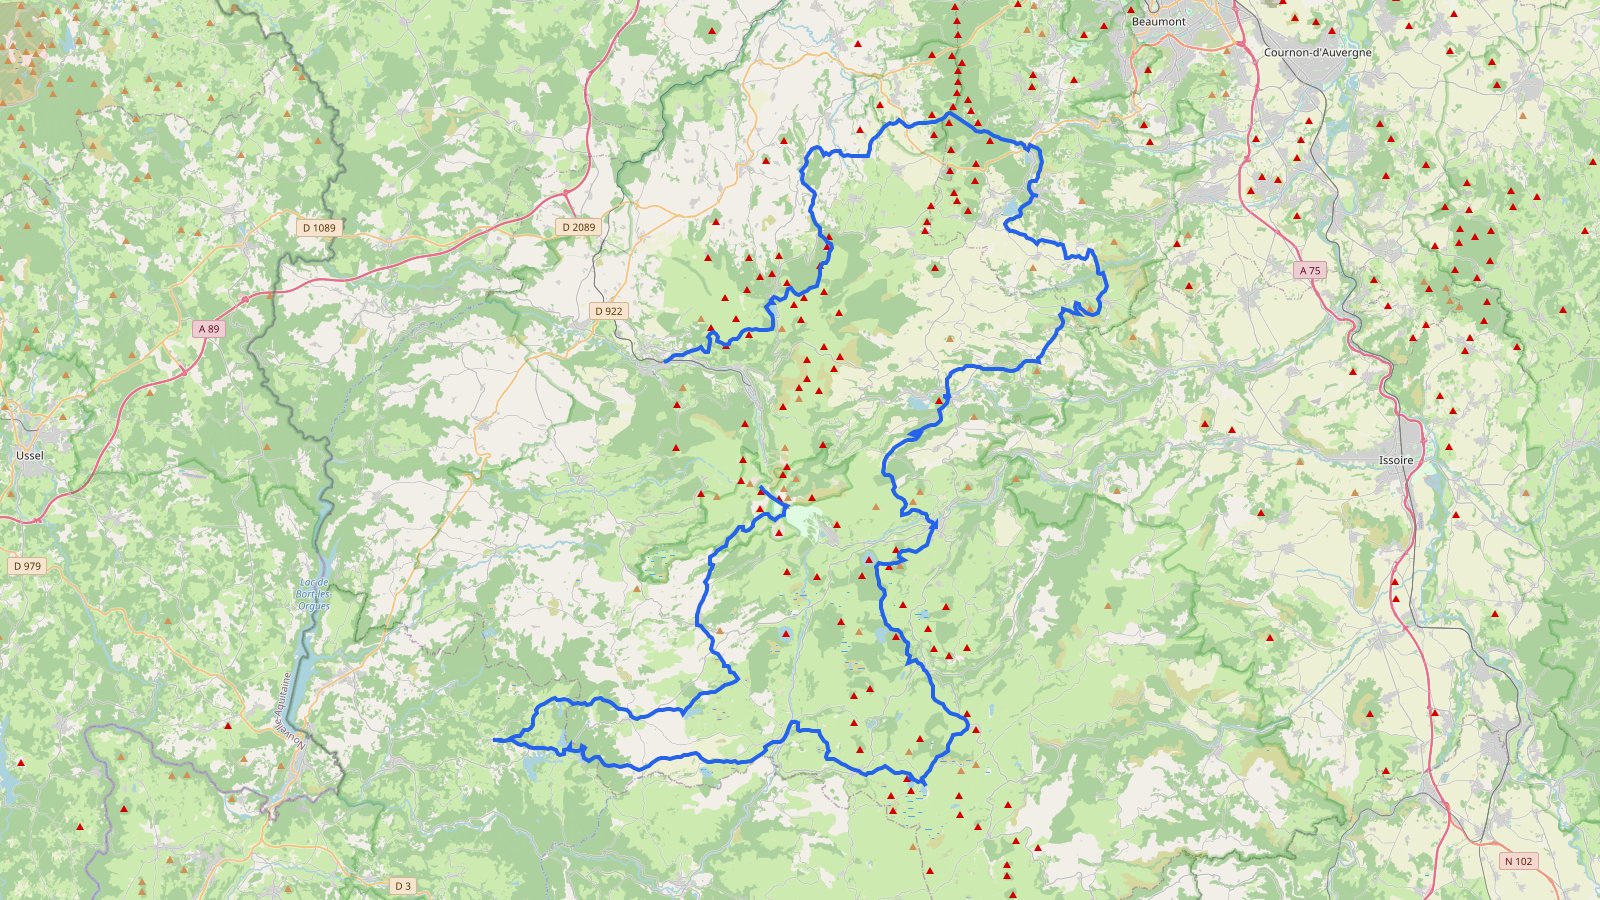 Beaumont
Cournon-d'Auvergne
D 1089
D 2089
A 75
D 922
A 89
Ussel
Issoire
D 979
Lac de
Bort-les-
Orgues
Nouvelle-Aquitaine
N 102
D 3